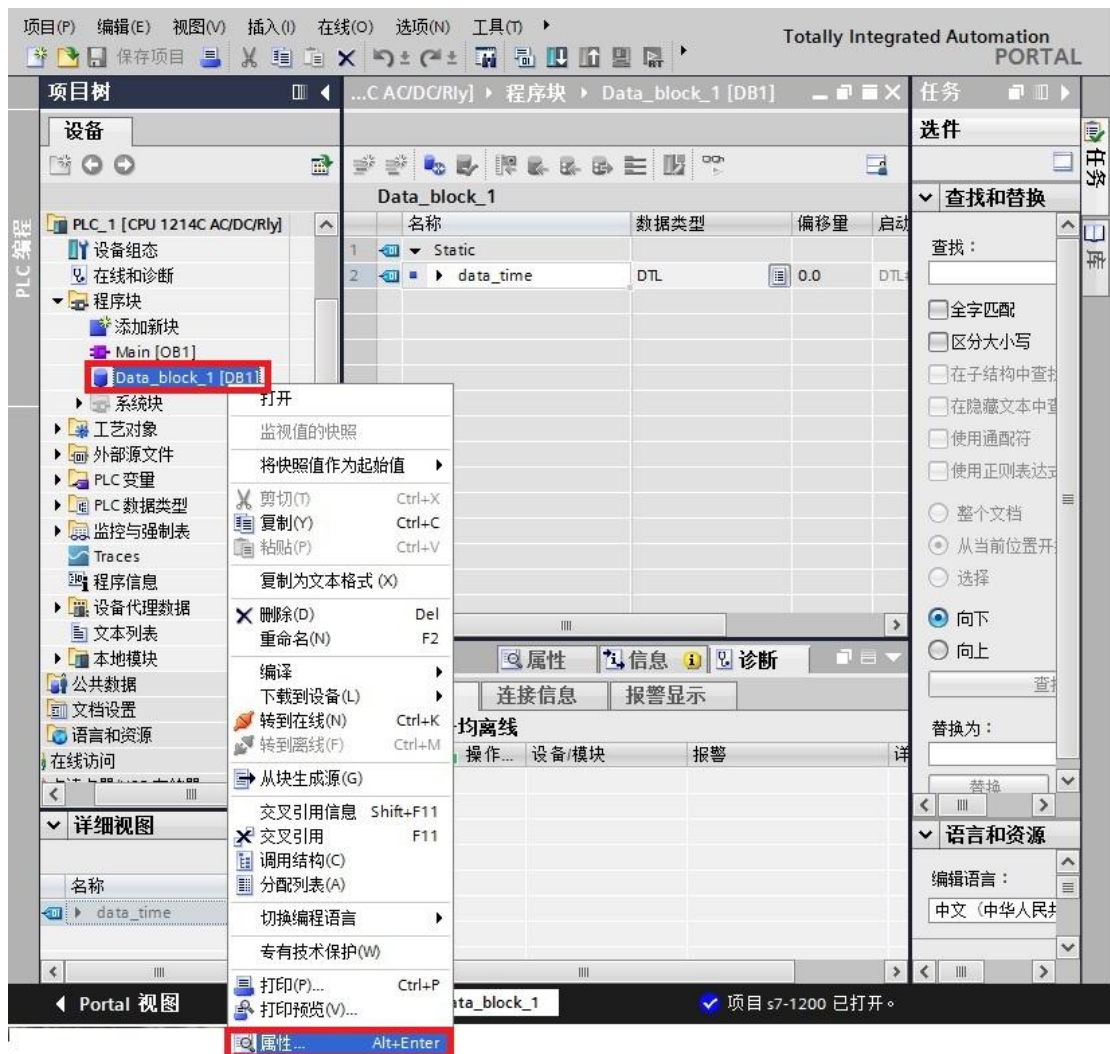 项目(P) 编辑(E) 视图(V) 插入(I) 在线(O) 选项(N) 工具(T)
Totally Integrated Automation
PORTAL
保存项目
项目树
设备
PLC 编程
PLC_1 [CPU 1214C AC/DC/Rly]
设备组态
在线和诊断
程序块
添加新块
Main [OB1]
Data_block_1 [DB1]
系统块
工艺对象
外部源文件
PLC 变量
PLC 数据类型
监控与强制表
Traces
程序信息
设备代理数据
文本列表
本地模块
公共数据
文档设置
语言和资源
在线访问
详细视图
名称
data_time
打开
监视值的快照
将快照值作为起始值
剪切(T) Ctrl+X
复制(Y) Ctrl+C
粘贴(P) Ctrl+V
复制为文本格式 (X)
删除(D) Del
重命名(N) F2
编译
下载到设备(L)
转到在线(N) Ctrl+K
转到离线(F) Ctrl+M
从块生成源(G)
交叉引用信息 Shift+F11
交叉引用 F11
调用结构(C)
分配列表(A)
切换编程语言
专有技术保护(W)
打印(P)... Ctrl+P
打印预览(V)...
属性... Alt+Enter
...C AC/DC/Rly] 程序块 Data_block_1 [DB1]
Data_block_1
名称 数据类型 偏移量 启动
1 Static
2 data_time DTL 0.0 DTL
属性 信息 诊断
连接信息 报警显示
均离线
操作... 设备/模块 报警 详
任务
选件
查找和替换
查找：
全字匹配
区分大小写
在子结构中查找
在隐藏文本中查
使用通配符
使用正则表达式
整个文档
从当前位置开
选择
向下
向上
查找
替换为：
替换
语言和资源
编辑语言：
中文（中华人民共
任务
库
Portal 视图
ata_block_1
项目 s7-1200 已打开。